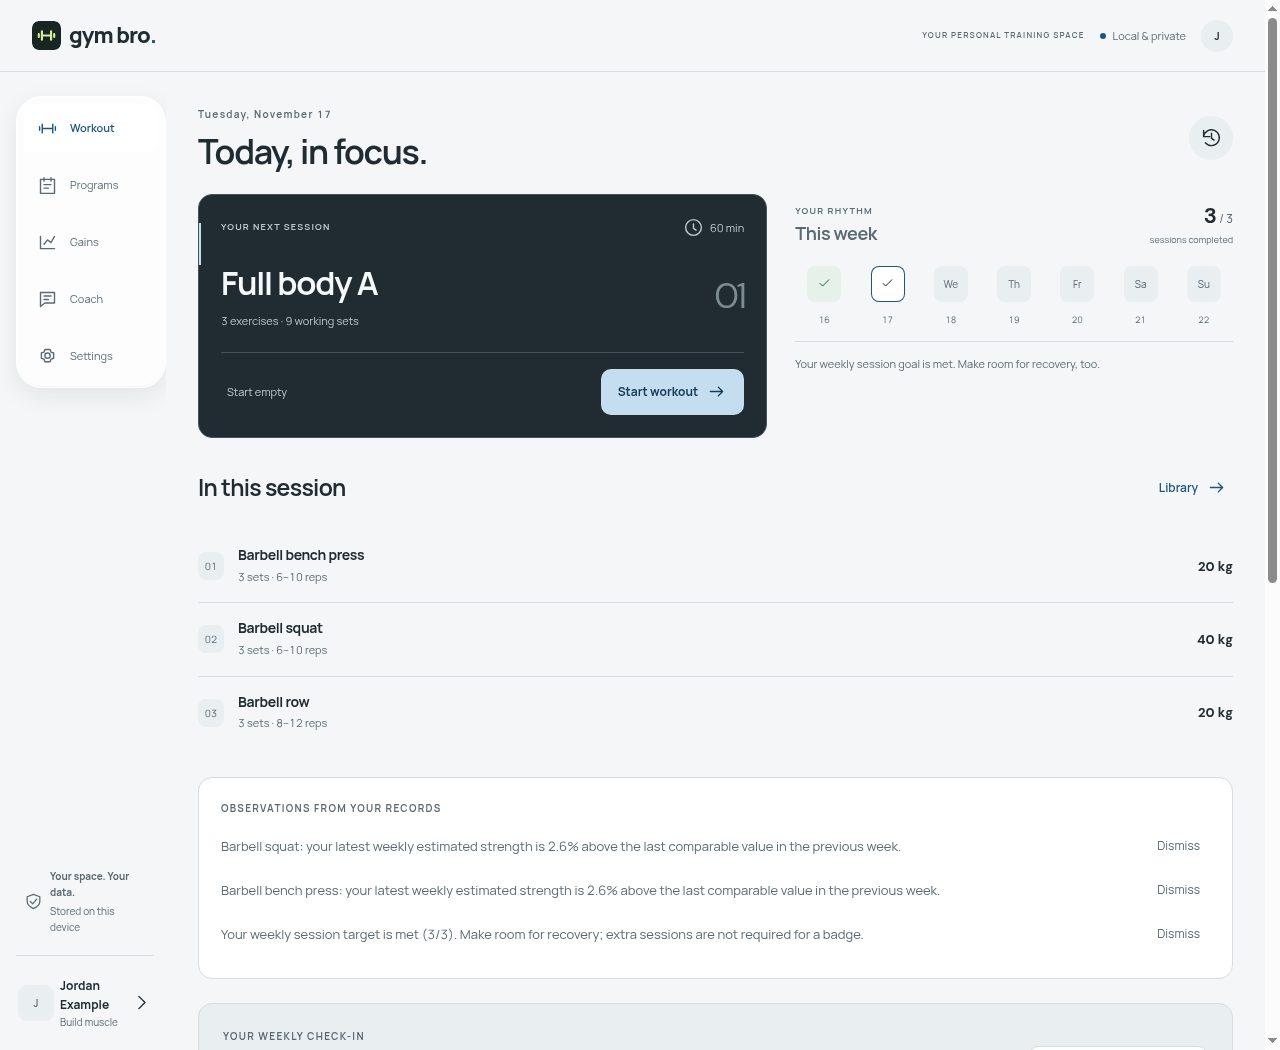 gym bro.
YOUR PERSONAL TRAINING SPACE
Local & private
J
Workout
Programs
Gains
Coach
Settings
Tuesday, November 17
Today, in focus.
YOUR NEXT SESSION
60 min
Full body A
01
3 exercises · 9 working sets
Start empty
Start workout
YOUR RHYTHM
This week
3 / 3
sessions completed
We Th Fr Sa Su
16 17 18 19 20 21 22
Your weekly session goal is met. Make room for recovery, too.
In this session
Library
01
Barbell bench press
3 sets · 6–10 reps
20 kg
02
Barbell squat
3 sets · 6–10 reps
40 kg
03
Barbell row
3 sets · 8–12 reps
20 kg
OBSERVATIONS FROM YOUR RECORDS
Barbell squat: your latest weekly estimated strength is 2.6% above the last comparable value in the previous week.
Dismiss
Barbell bench press: your latest weekly estimated strength is 2.6% above the last comparable value in the previous week.
Dismiss
Your weekly session target is met (3/3). Make room for recovery; extra sessions are not required for a badge.
Dismiss
YOUR WEEKLY CHECK-IN
Your space. Your
data.
Stored on this
device
J
Jordan
Example
Build muscle